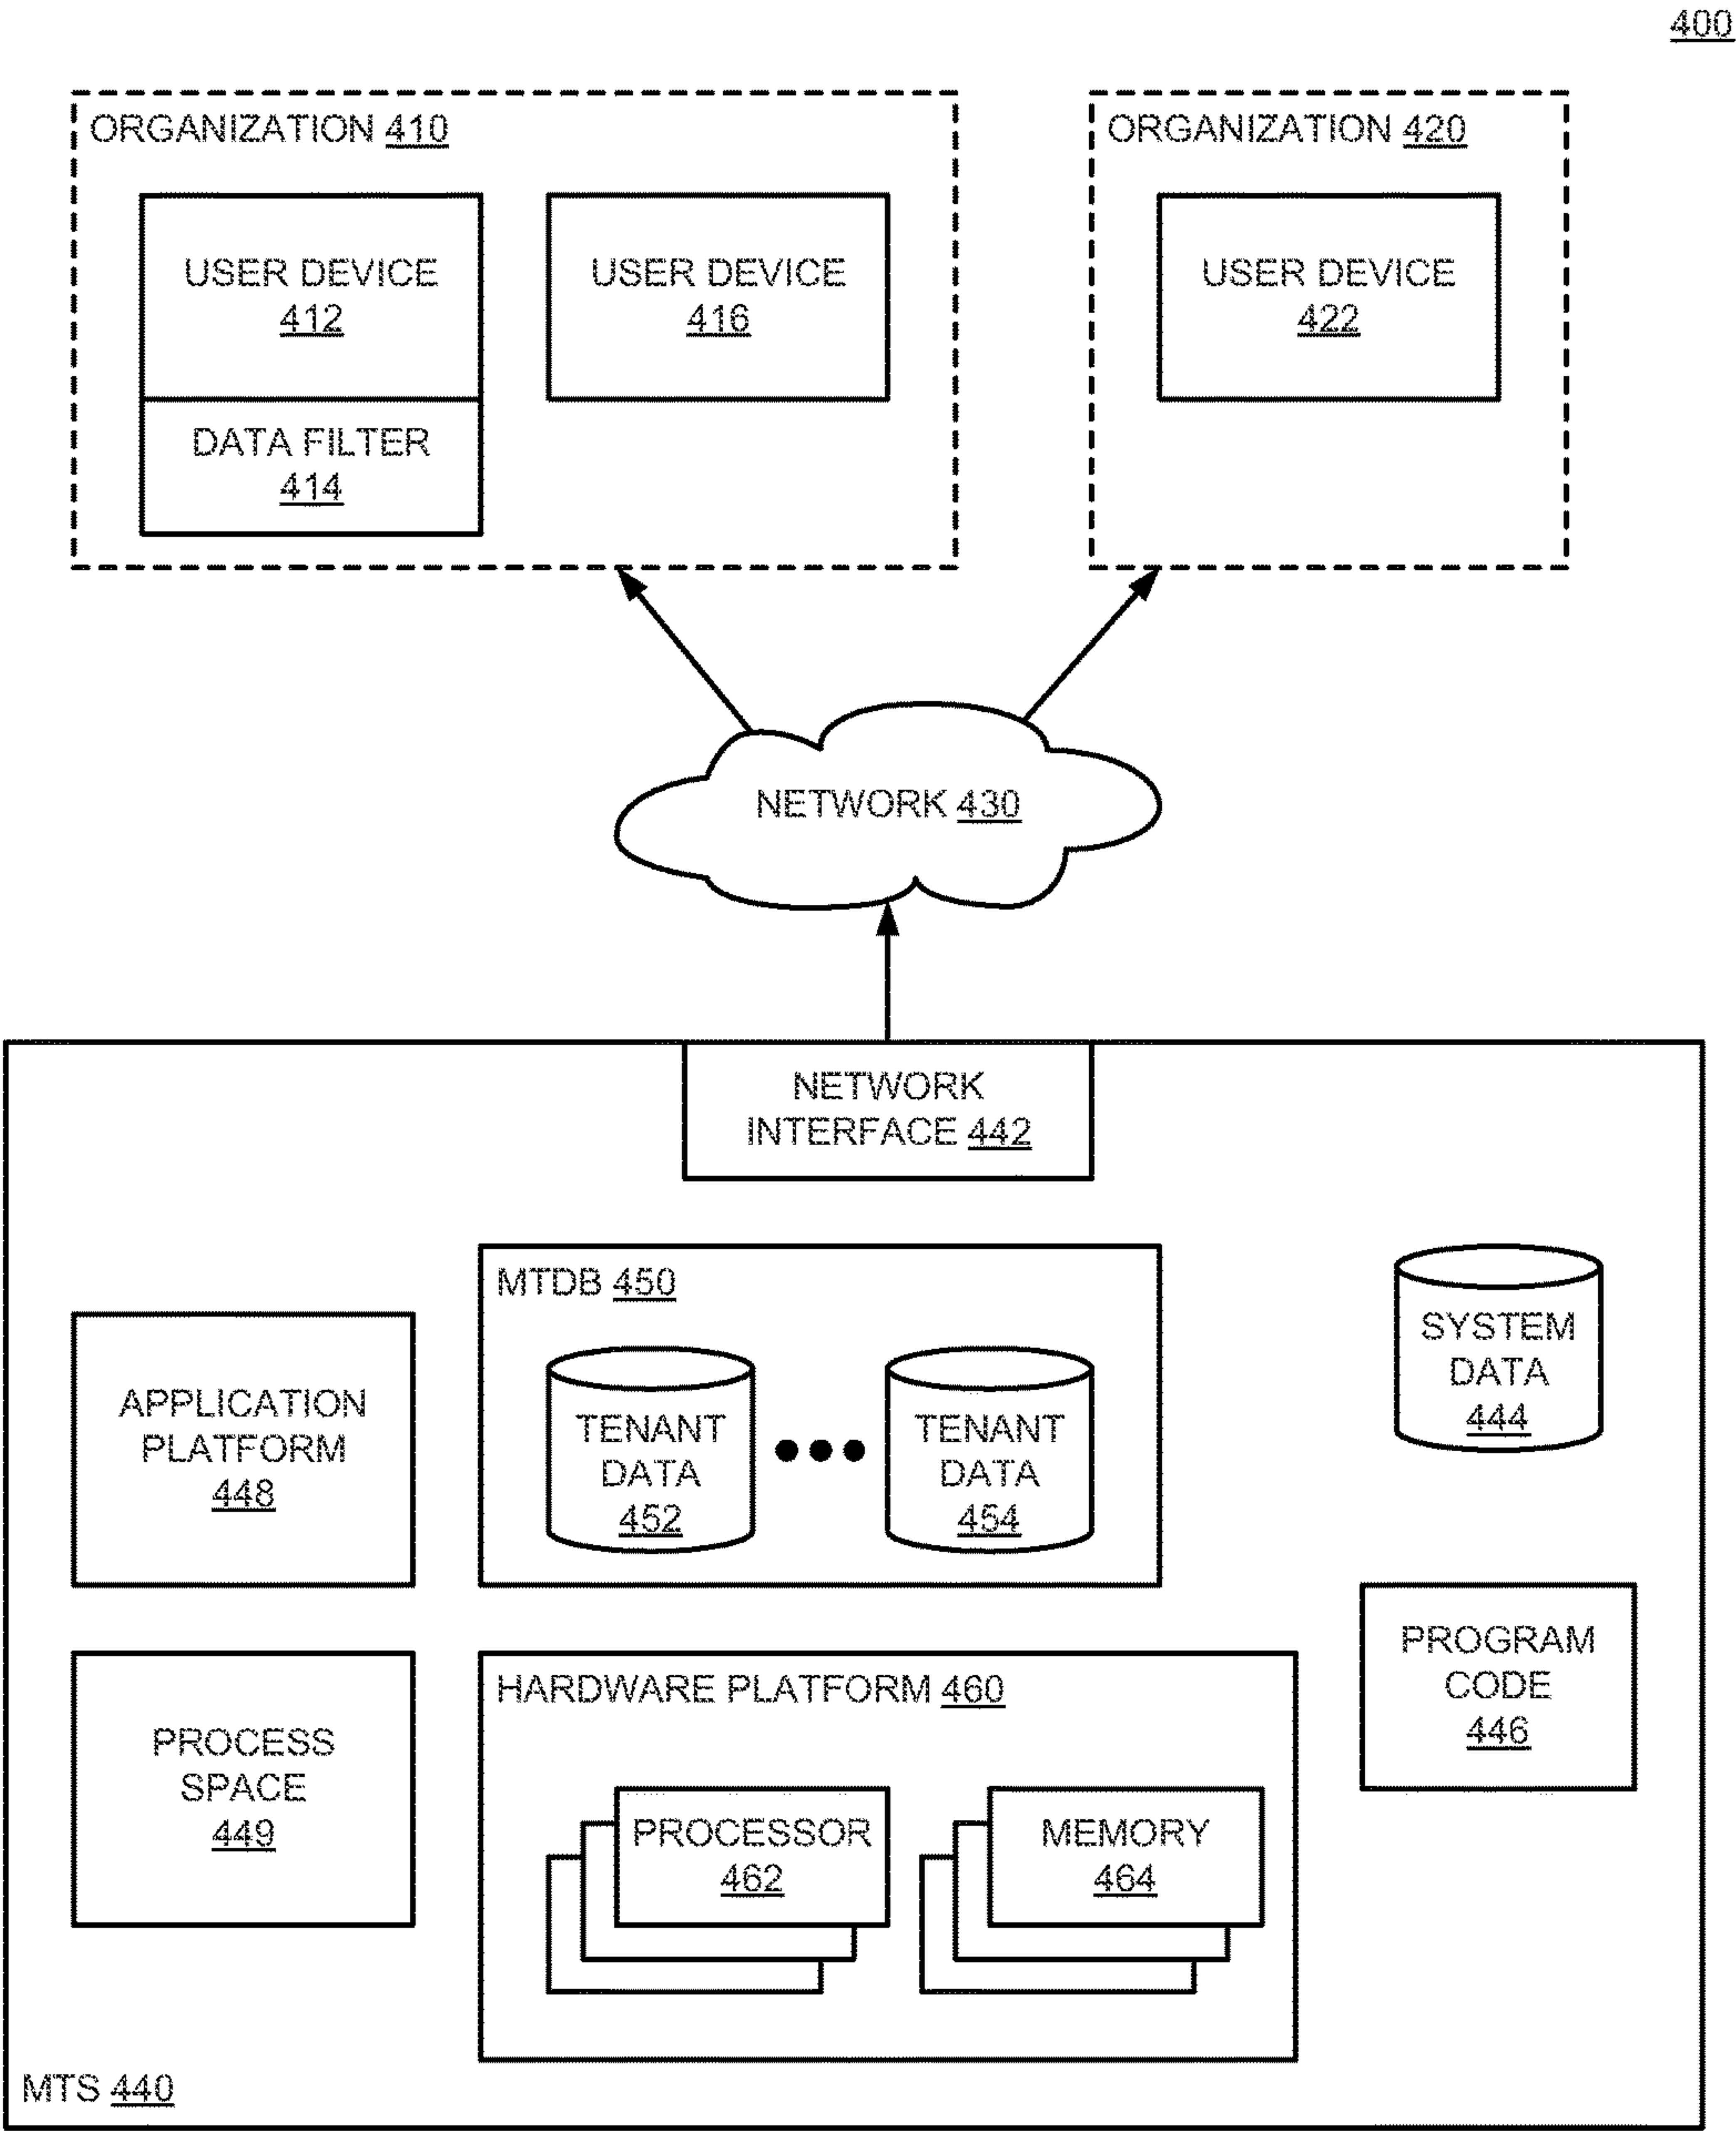 400
ORGANIZATION 410
ORGANIZATION 420
USER DEVICE
412
USER DEVICE
416
USER DEVICE
422
DATA FILTER
414
NETWORK 430
NETWORK
INTERFACE 442
MTDB 450
SYSTEM
DATA
444
APPLICATION
PLATFORM
448
TENANT
DATA
452
TENANT
DATA
454
PROGRAM
CODE
446
PROCESS
SPACE
449
HARDWARE PLATFORM 460
PROCESSOR
462
MEMORY
464
MTS 440